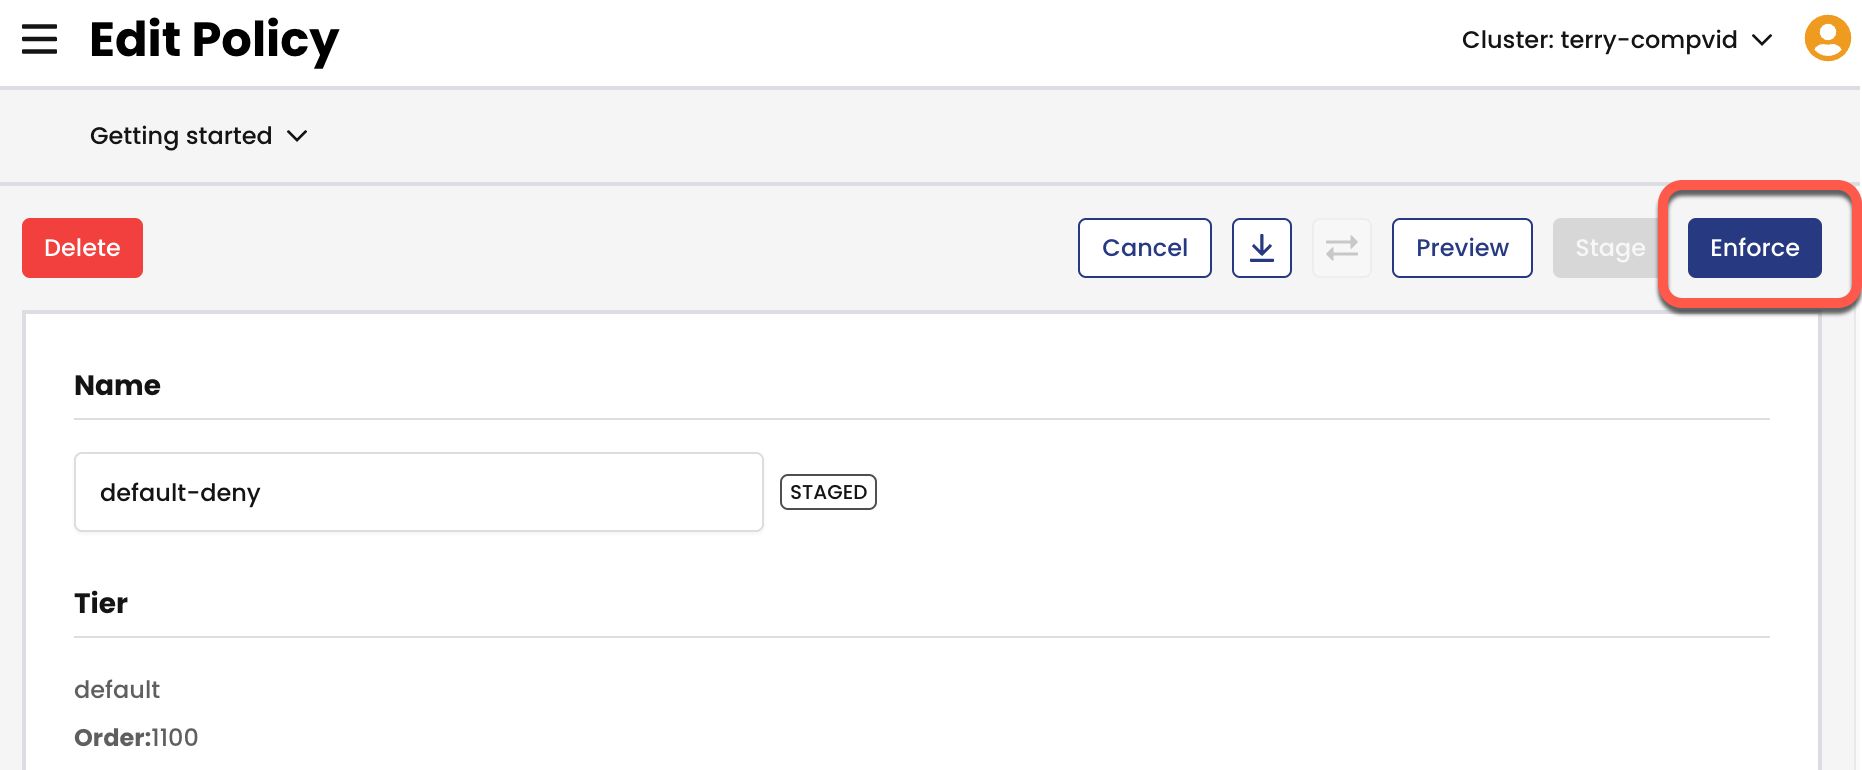 Edit Policy
Cluster: terry-compvid
Getting started
Delete
Cancel
Preview
Stage
Enforce
Name
default-deny
STAGED
Tier
default
Order:1100